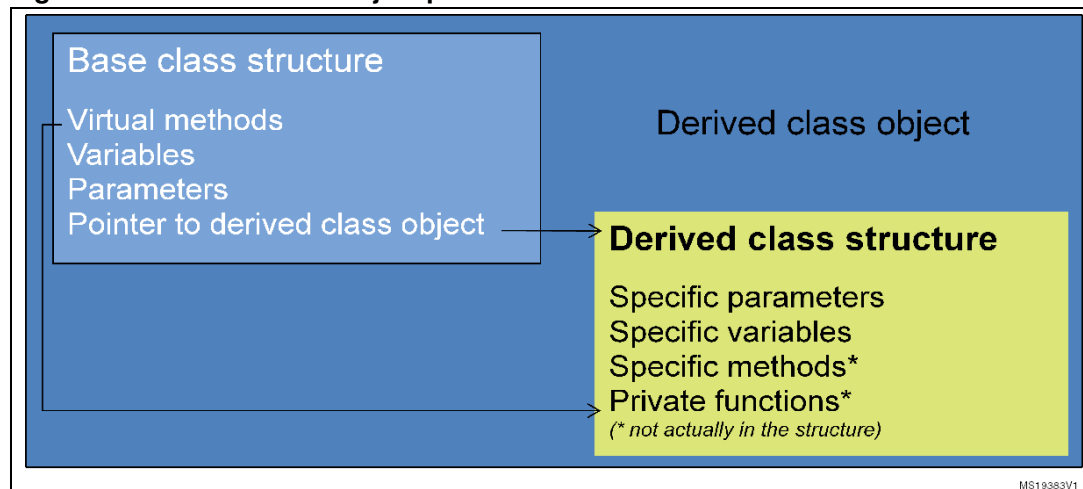 Base class structure
Virtual methods
Variables
Parameters
Pointer to derived class object
Derived class object
Derived class structure
Specific parameters
Specific variables
Specific methods*
Private functions*
(* not actually in the structure)
MS19383V1